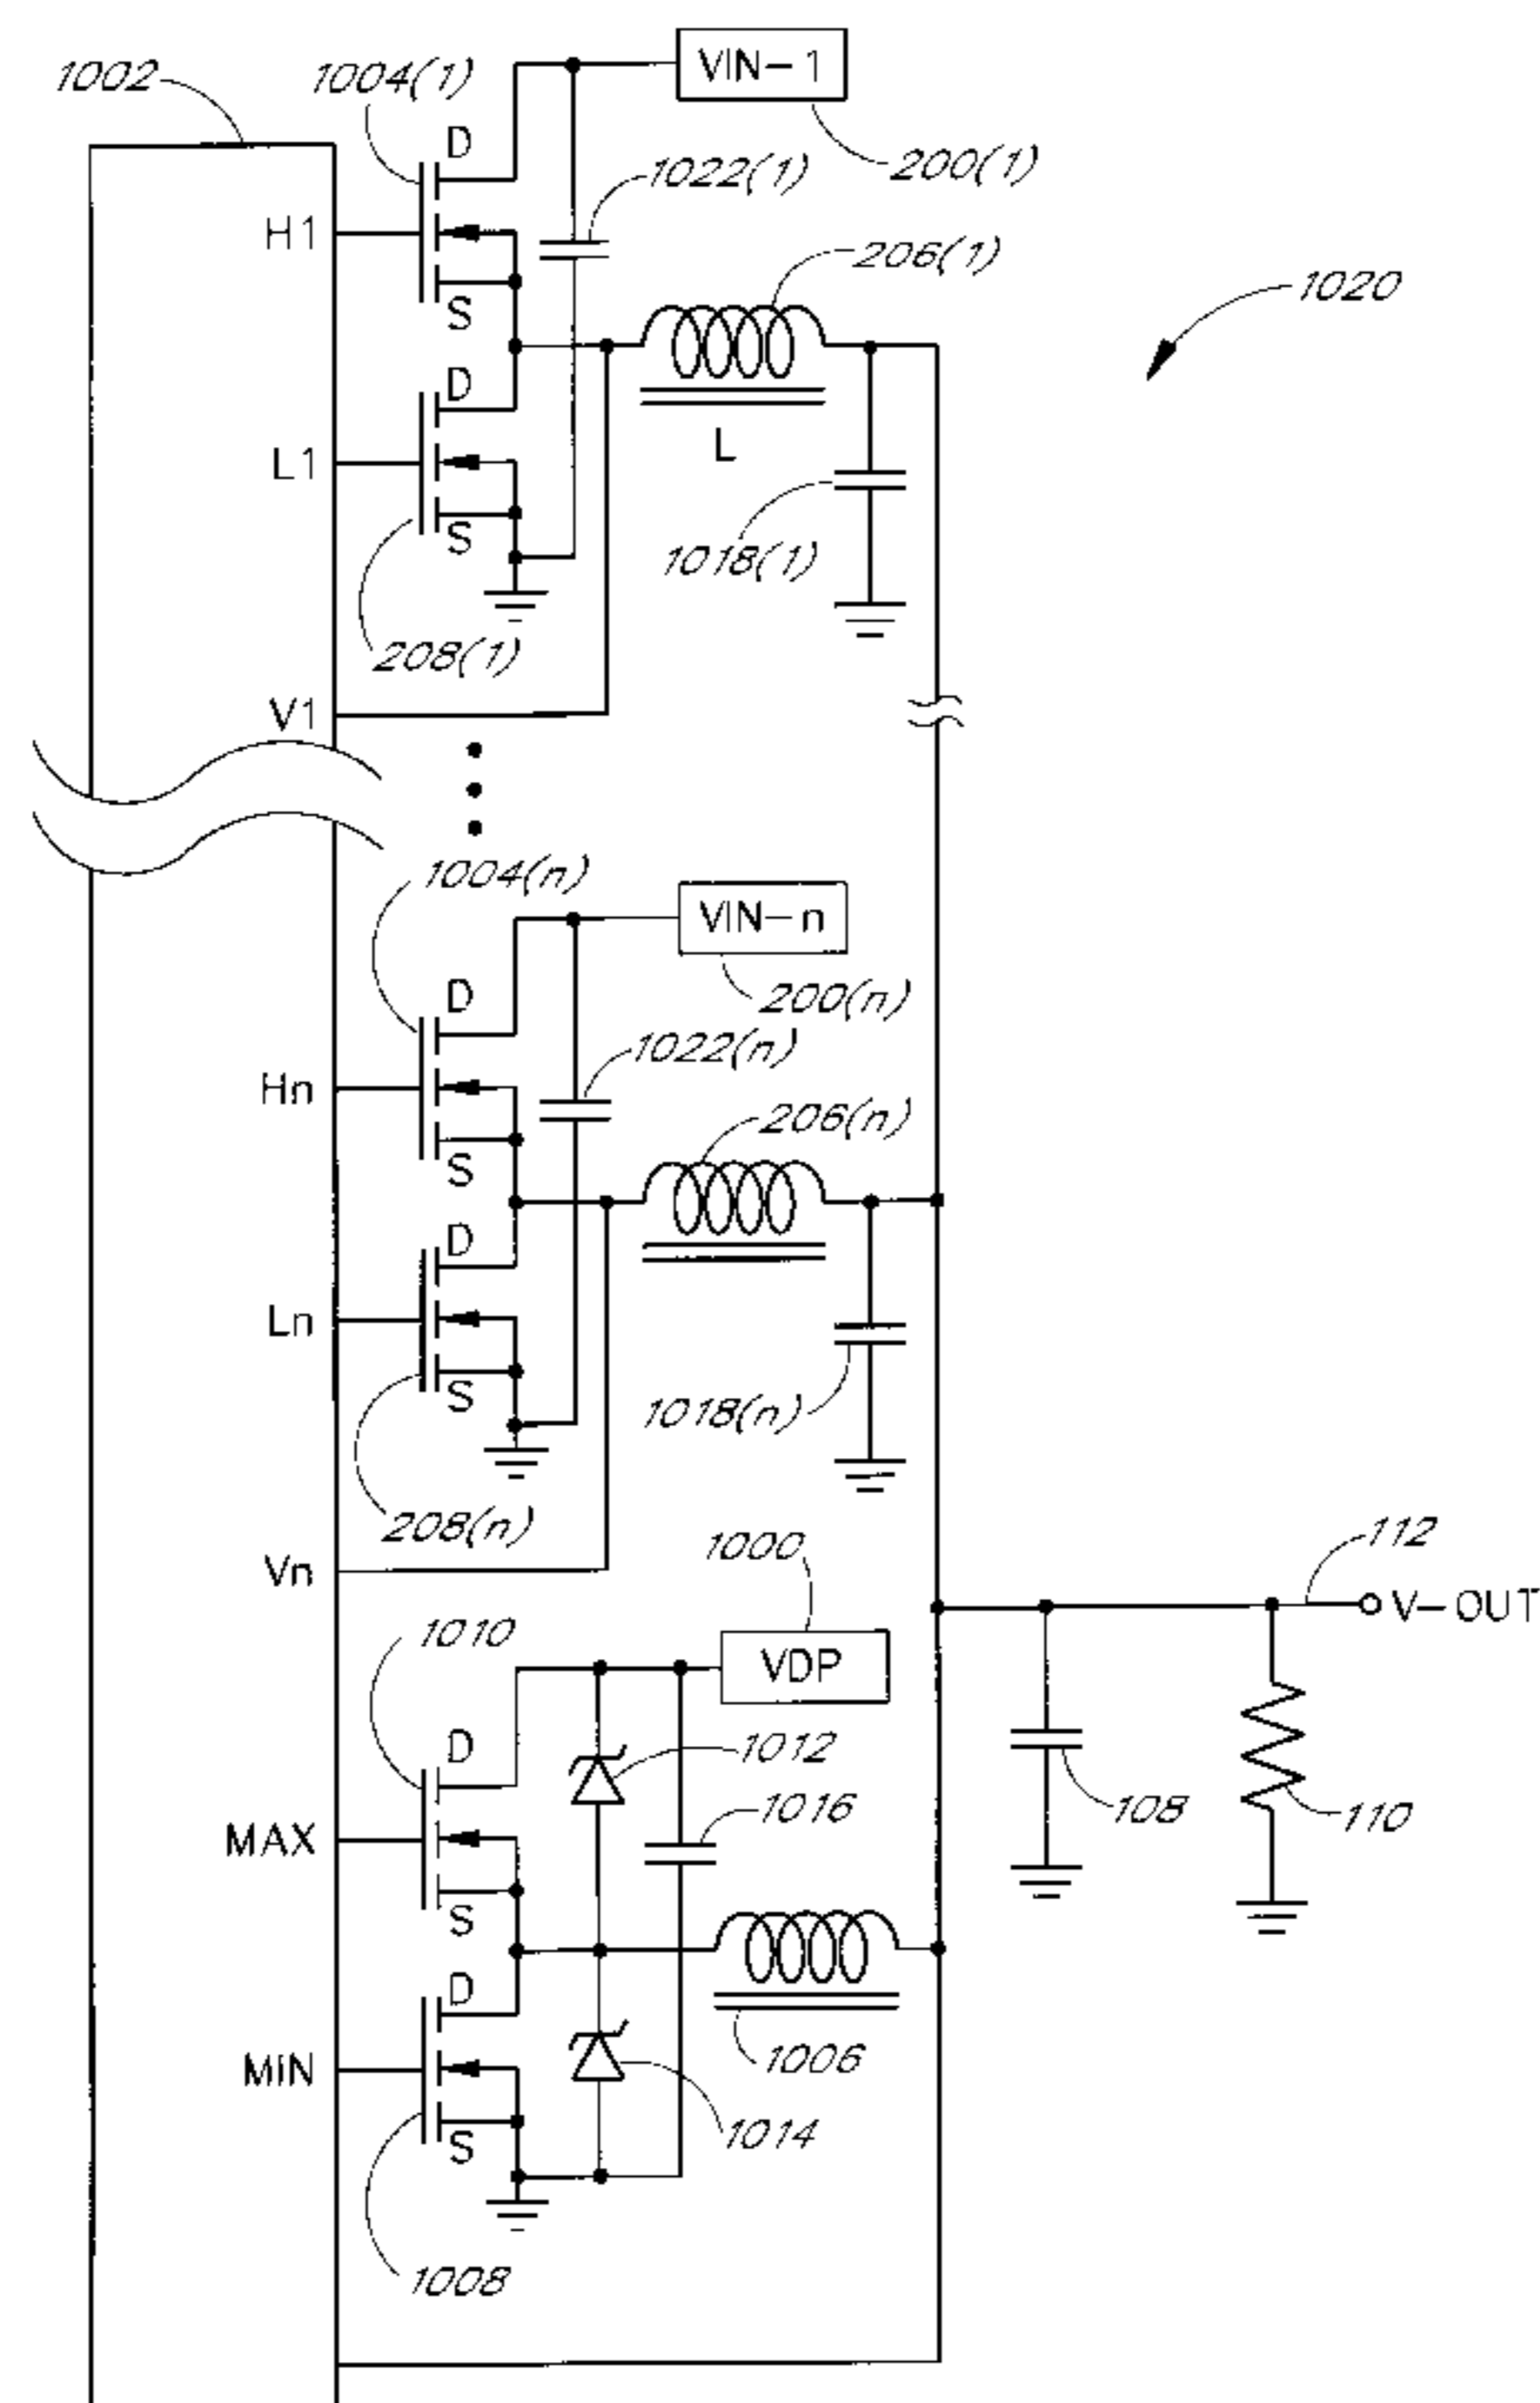 1002
1004(1)
VIN-1
D
1022(1)
200(1)
H1
206(1)
1020
S
D
L
L1
S
1018(1)
208(1)
V1
1004(n)
VIN-n
D
200(n)
1022(n)
Hn
206(n)
S
D
Ln
S
1018(n)
208(n)
1000
112
Vn
V-OUT
1010
VDP
D
1012
1016
108
110
MAX
S
D
1006
MIN
1014
S
1008